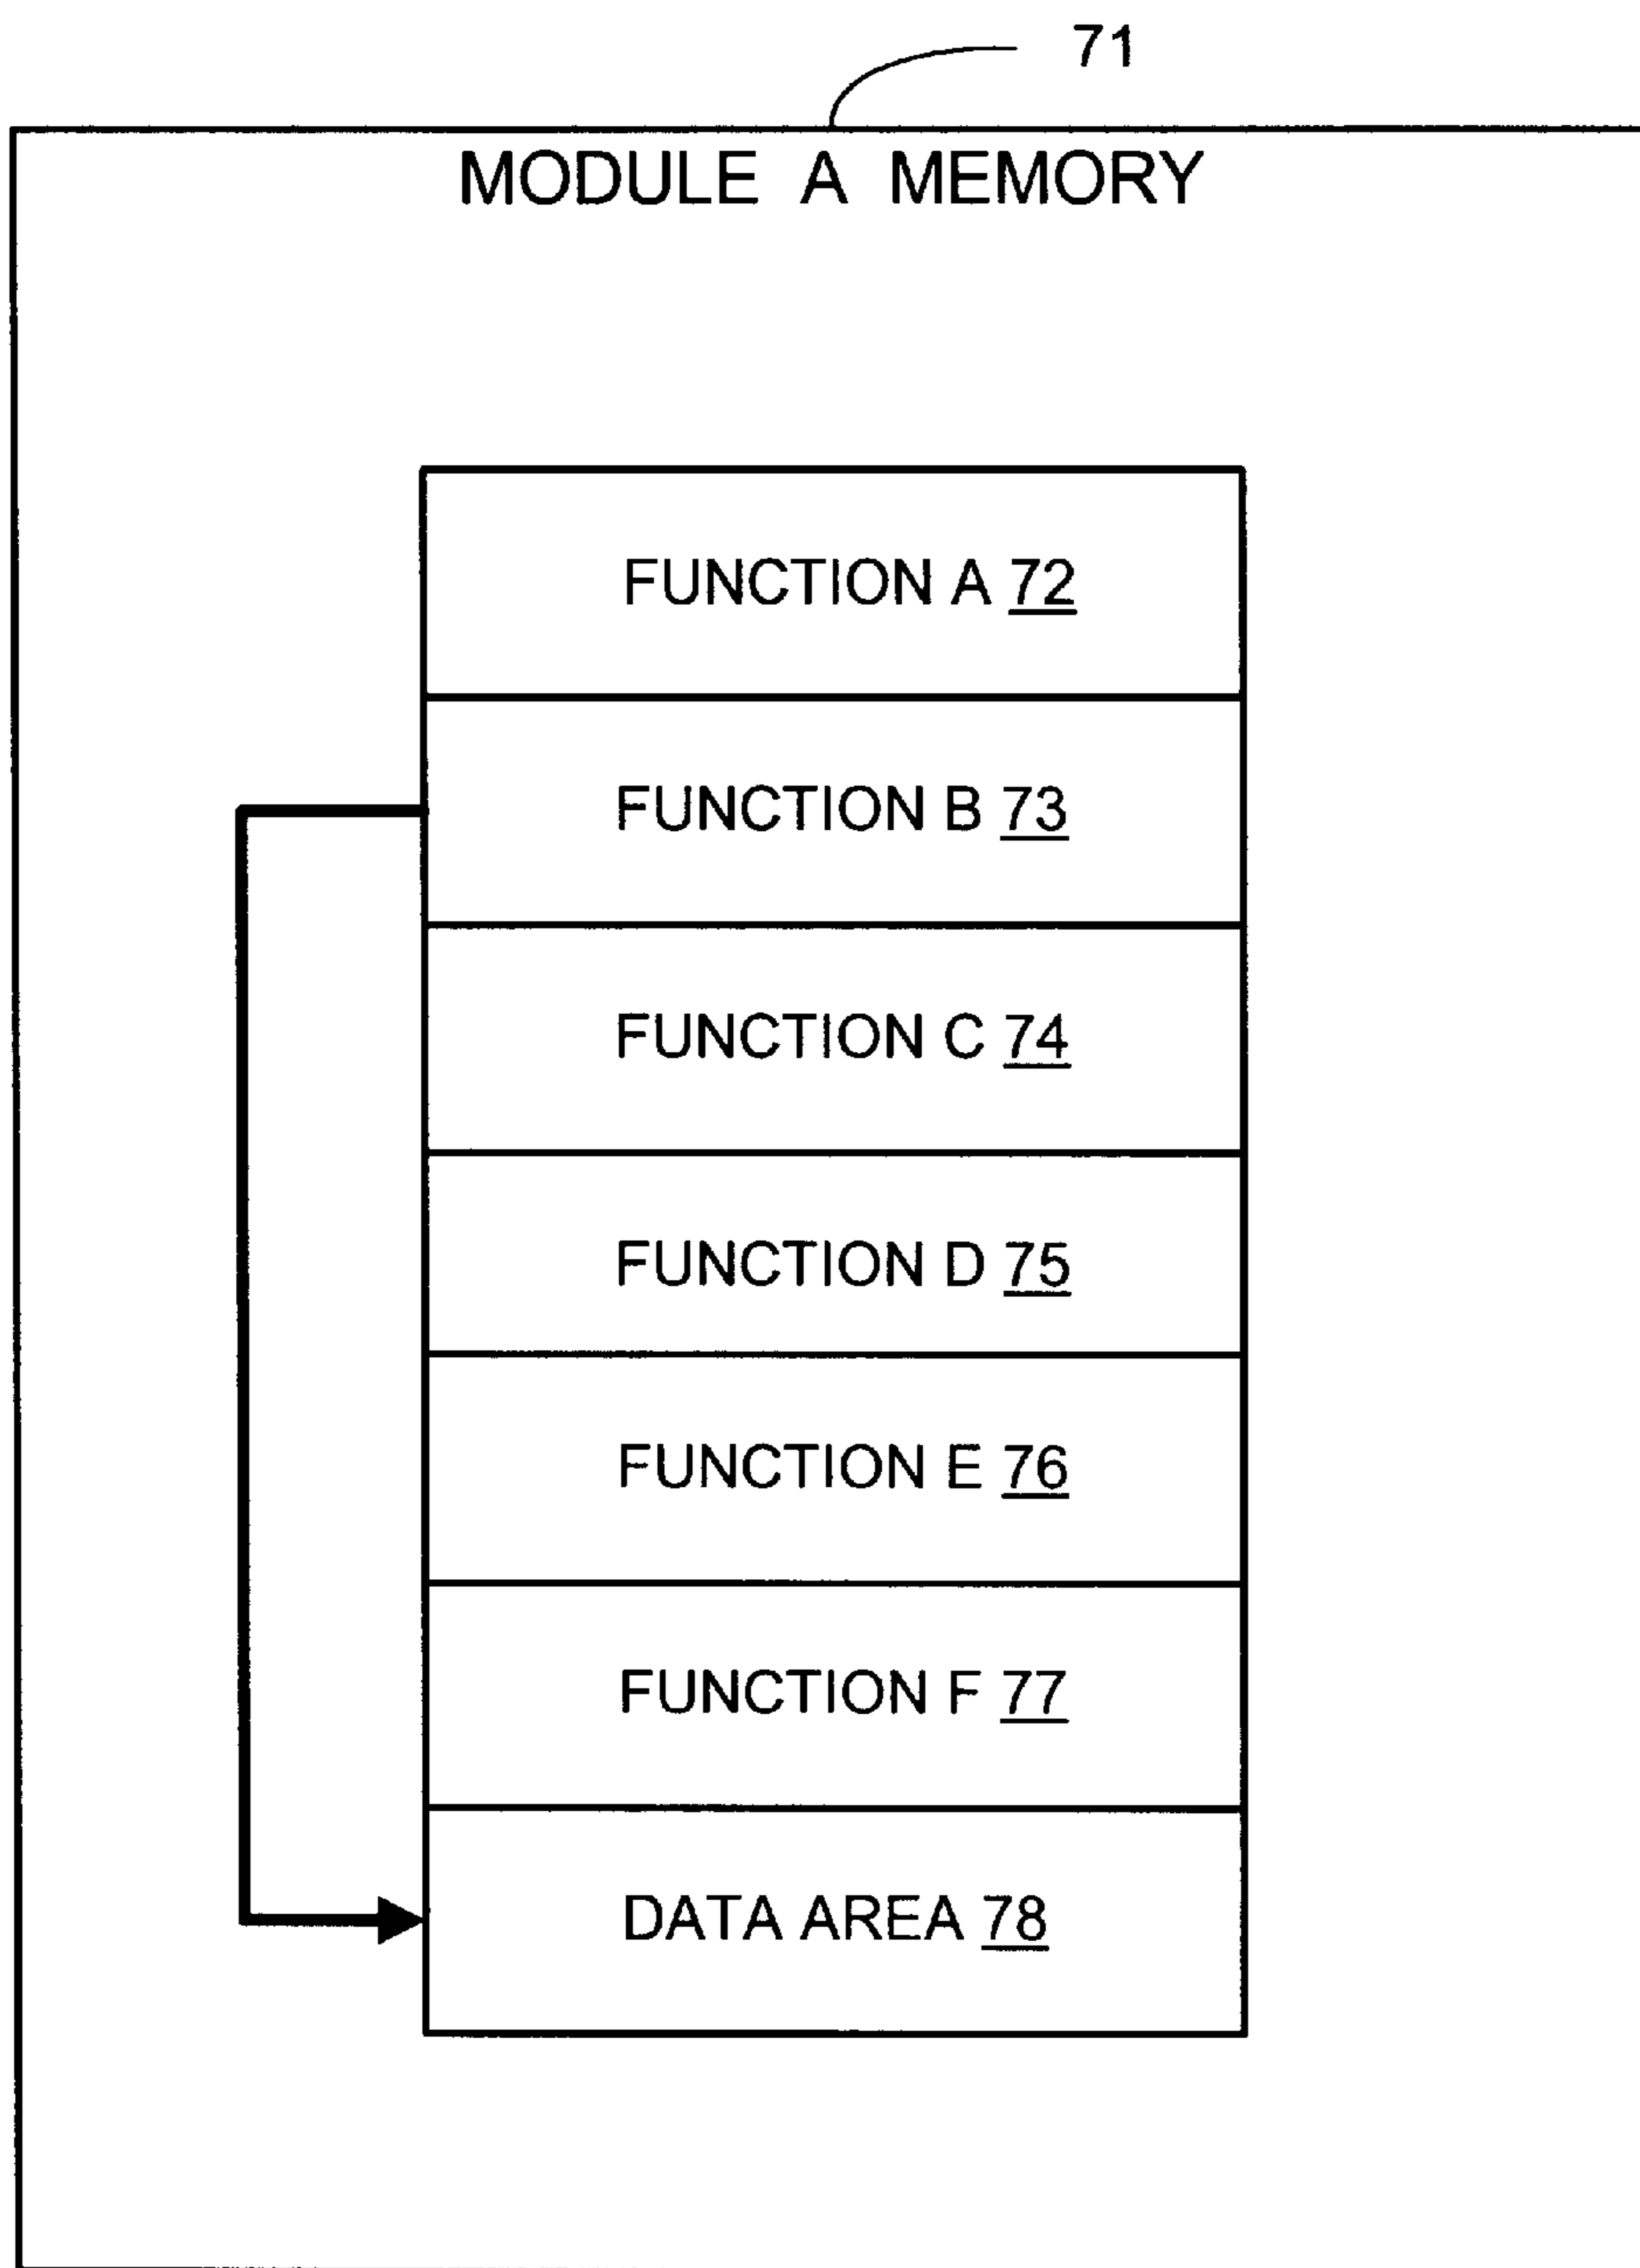 71
MODULE A MEMORY
FUNCTION A 72
FUNCTION B 73
FUNCTION C 74
FUNCTION D 75
FUNCTION E 76
FUNCTION F 77
DATA AREA 78